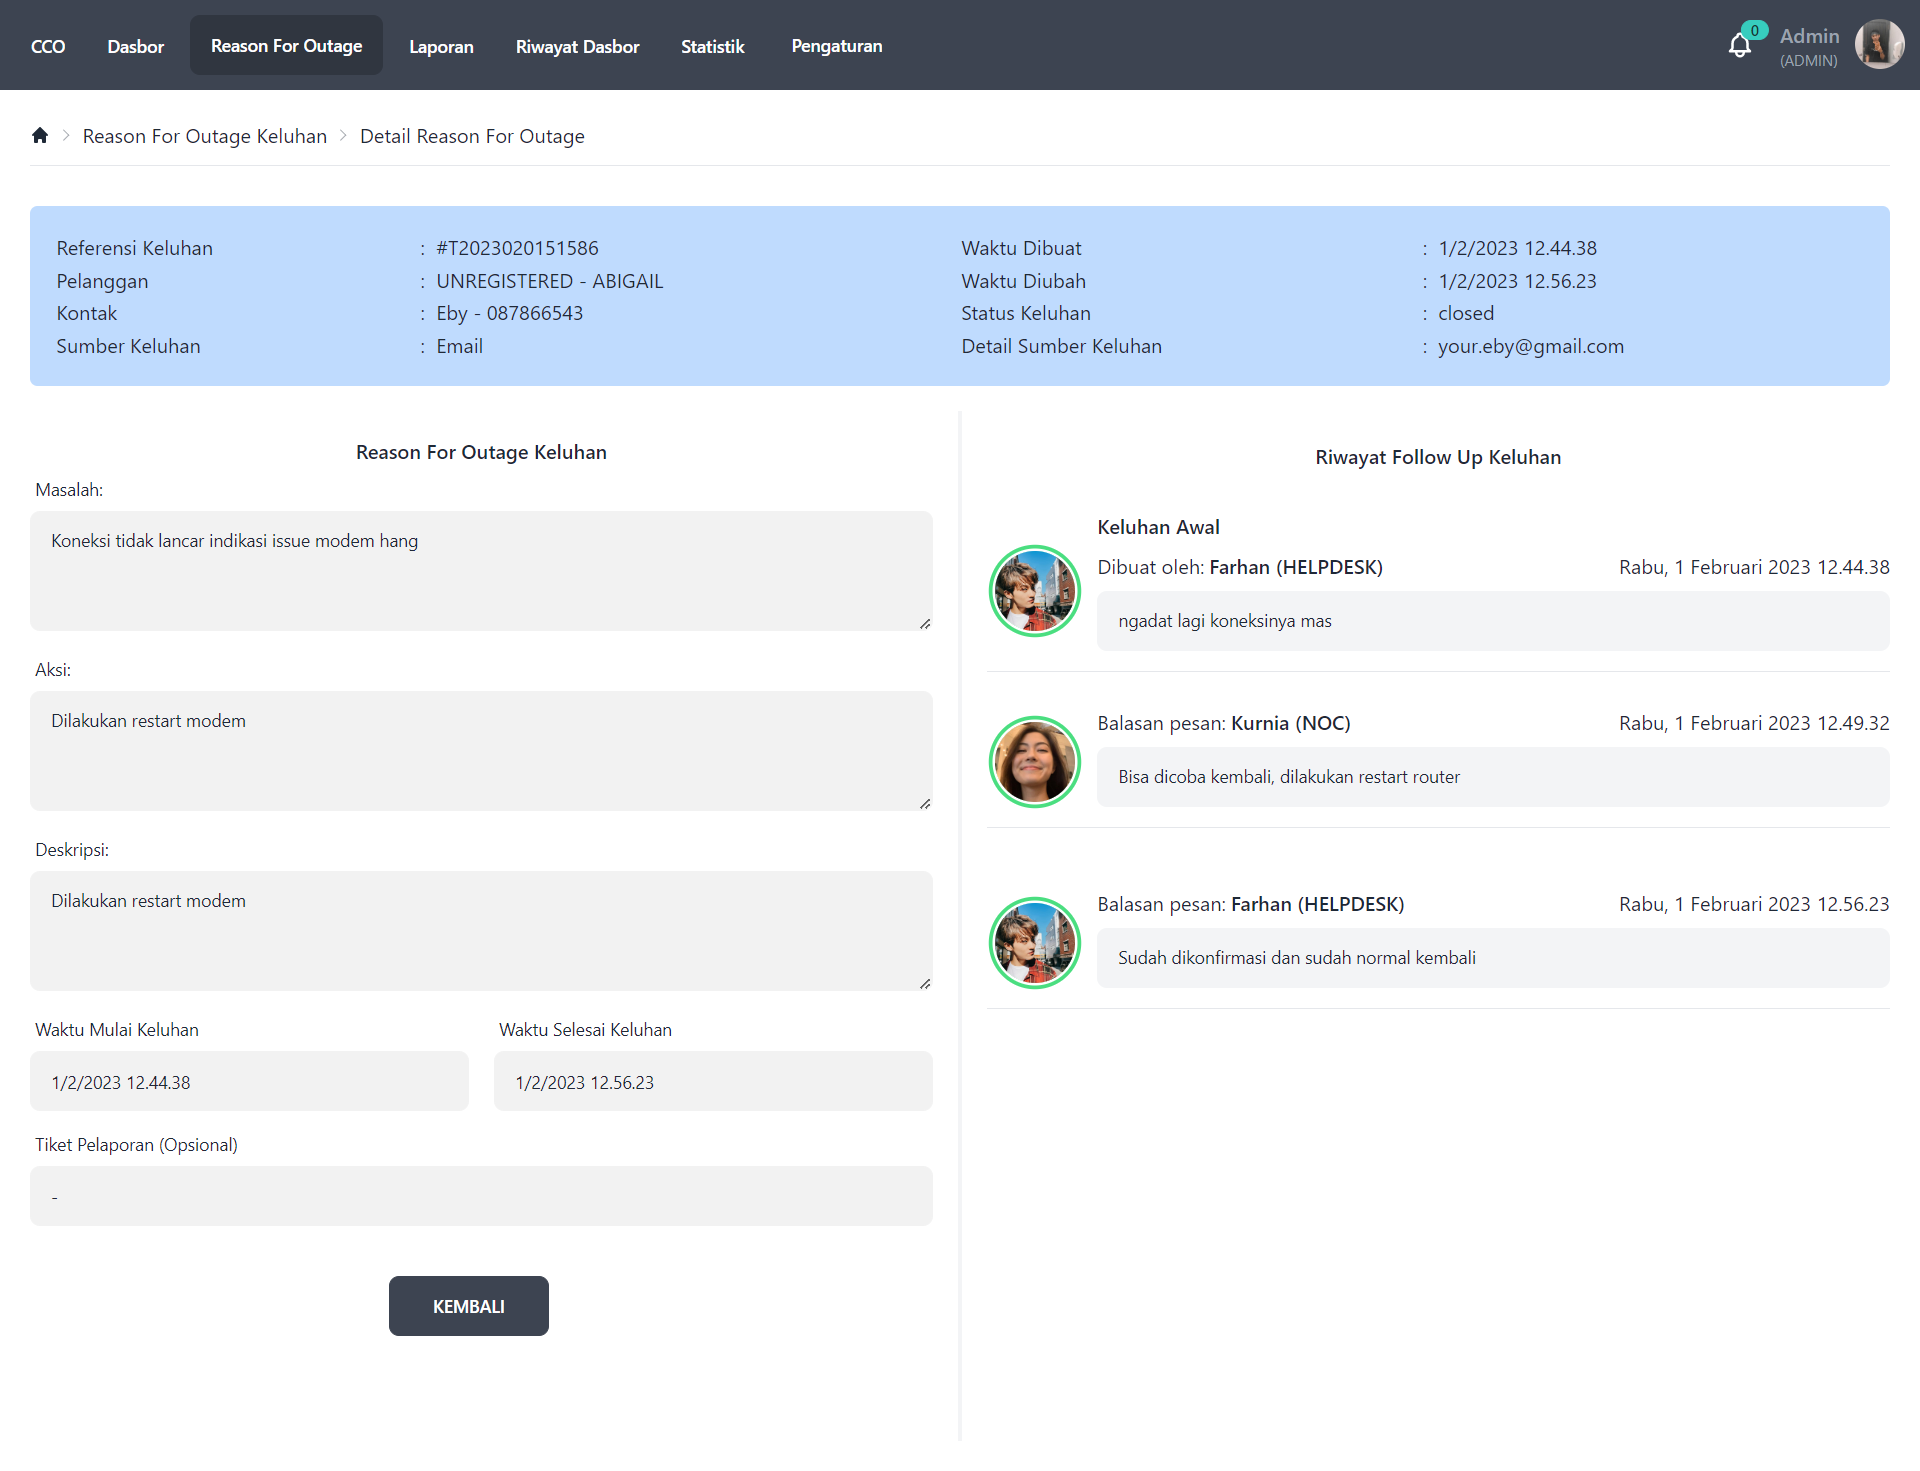 CCO Dasbor Reason For Outage Laporan Riwayat Dasbor Statistik Pengaturan 0 Admin
(ADMIN)
Reason For Outage Keluhan Detail Reason For Outage
Referensi Keluhan : #T2023020151586 Waktu Dibuat : 1/2/2023 12.44.38
Pelanggan : UNREGISTERED - ABIGAIL Waktu Diubah : 1/2/2023 12.56.23
Kontak : Eby - 087866543 Status Keluhan : closed
Sumber Keluhan : Email Detail Sumber Keluhan : your.eby@gmail.com
Reason For Outage Keluhan
Masalah:
Koneksi tidak lancar indikasi issue modem hang
Aksi:
Dilakukan restart modem
Deskripsi:
Dilakukan restart modem
Waktu Mulai Keluhan Waktu Selesai Keluhan
1/2/2023 12.44.38 1/2/2023 12.56.23
Tiket Pelaporan (Opsional)
-
KEMBALI
Riwayat Follow Up Keluhan
Keluhan Awal
Dibuat oleh: Farhan (HELPDESK) Rabu, 1 Februari 2023 12.44.38
ngadat lagi koneksinya mas
Balasan pesan: Kurnia (NOC) Rabu, 1 Februari 2023 12.49.32
Bisa dicoba kembali, dilakukan restart router
Balasan pesan: Farhan (HELPDESK) Rabu, 1 Februari 2023 12.56.23
Sudah dikonfirmasi dan sudah normal kembali